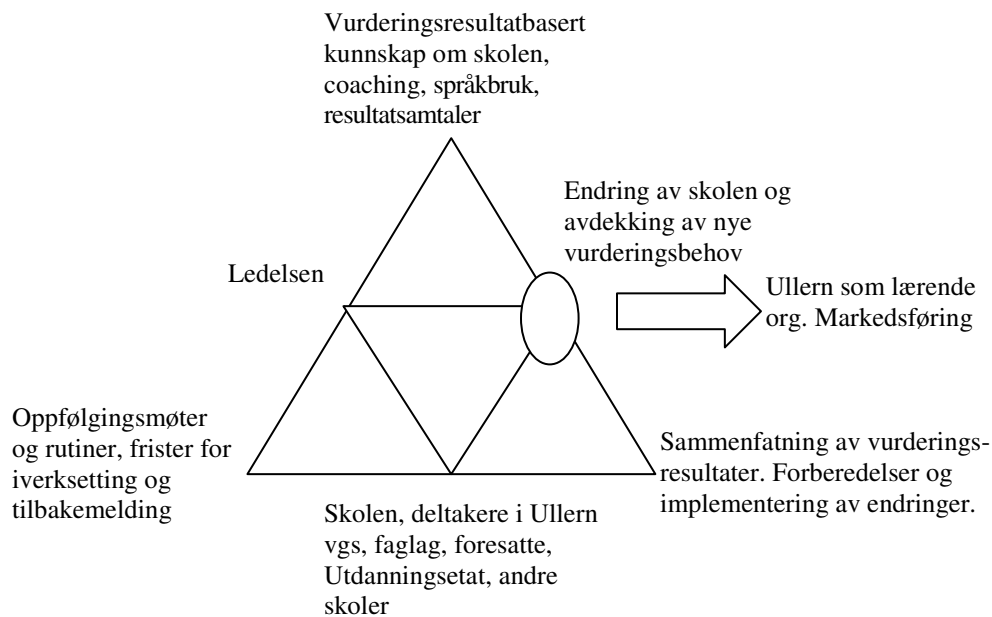 Vurderingsresultatbasert
kunnskap om skolen,
coaching, språkbruk,
resultatsamtaler
Endring av skolen og
avdekking av nye
vurderingsbehov
Ledelsen
Ullern som lærende
org. Markedsføring
Oppfølgingsmøter
og rutiner, frister for
iverksetting og
tilbakemelding
Sammenfatning av vurderings-
resultater. Forberedelser og
implementering av endringer.
Skolen, deltakere i Ullern
vgs, faglag, foresatte,
Utdanningsetat, andre
skoler